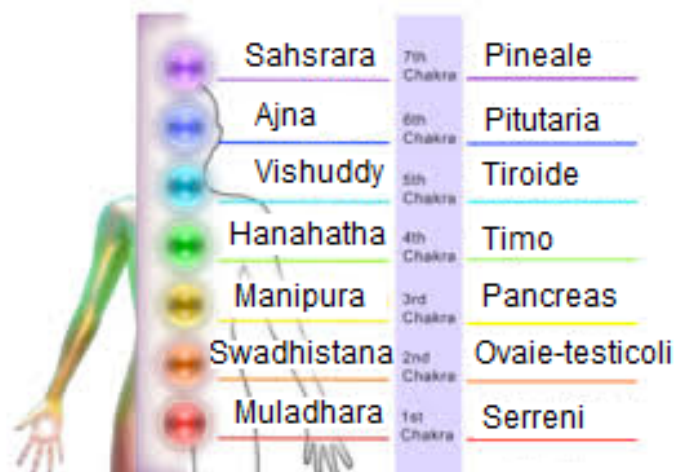 Sahsrara 7th Chakra Pineale
Ajna 6th Chakra Pitutaria
Vishuddy 5th Chakra Tiroide
Hanahatha 4th Chakra Timo
Manipura 3rd Chakra Pancreas
Swadhistana 2nd Chakra Ovaie-testicoli
Muladhara 1st Chakra Serreni